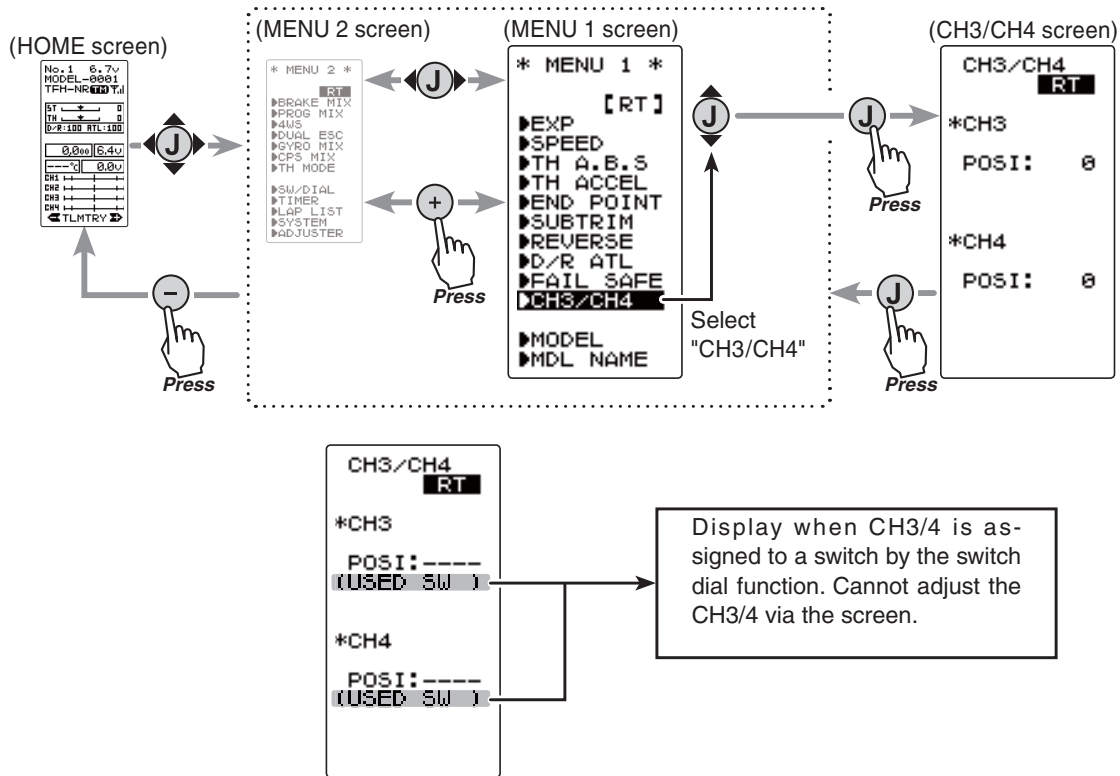 (HOME screen)
No.1 6.7V
MODEL-0001
TFH-NR TM
ST 0
TH 0
D/R:100 ATL:100
0,000 6.4V
---°C 0.0V
CH1
CH2
CH3
CH4
TLMTRY
(MENU 2 screen)
* MENU 2 *
RT
BRAKE MIX
PROG MIX
4WS
DUAL ESC
GYRO MIX
CPS MIX
TH MODE
SW/DIAL
TIMER
LAP LIST
SYSTEM
ADJUSTER
(MENU 1 screen)
* MENU 1 *
[RT]
EXP
SPEED
TH A.B.S
TH ACCEL
END POINT
SUBTRIM
REVERSE
D/R ATL
FAIL SAFE
CH3/CH4
MODEL
MDL NAME
(CH3/CH4 screen)
CH3/CH4
RT
*CH3
POSI: 0
*CH4
POSI: 0
J
J
J
J
Press
+
Press
-
Press
J
Press
Select
"CH3/CH4"
CH3/CH4
RT
*CH3
POSI:----
(USED SW )
*CH4
POSI:----
(USED SW )
Display when CH3/4 is as-
signed to a switch by the switch
dial function. Cannot adjust the
CH3/4 via the screen.